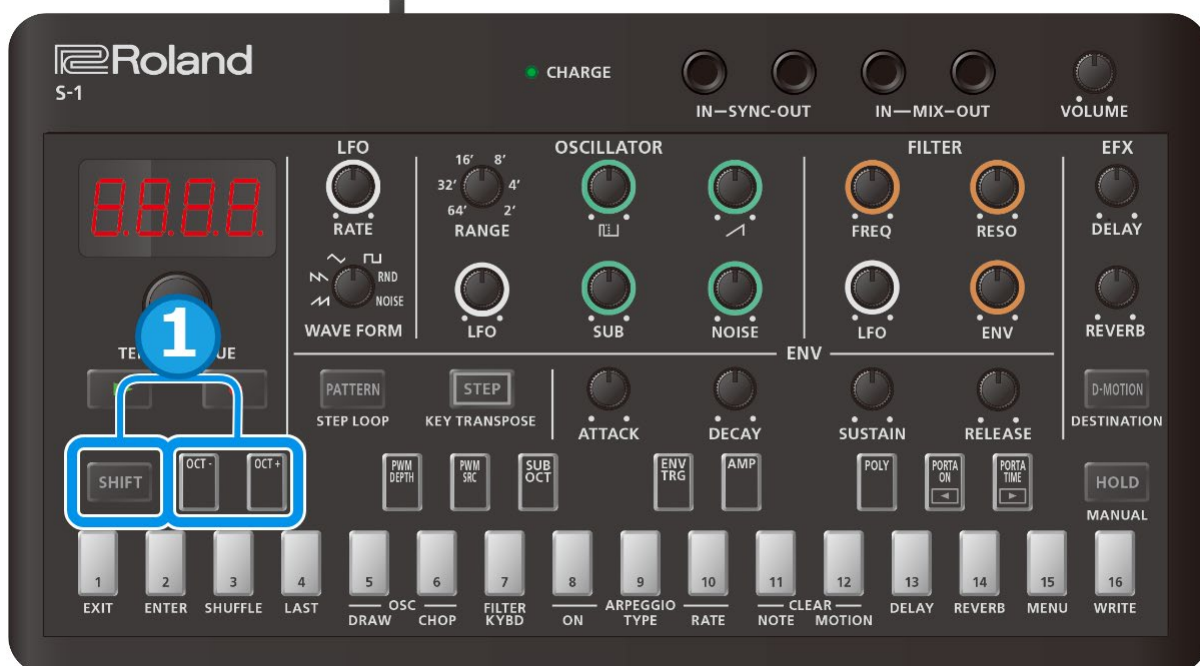 Roland
S-1
CHARGE
IN—SYNC-OUT
IN—MIX—OUT
VOLUME
8.8.8.8.
LFO
RATE
RND
NOISE
WAVE FORM
OSCILLATOR
16' 8'
32' 4'
64' 2'
RANGE
LFO
SUB
NOISE
FILTER
FREQ
RESO
LFO
ENV
EFX
DELAY
REVERB
1
ENV
PATTERN
STEP LOOP
STEP
KEY TRANSPOSE
ATTACK
DECAY
SUSTAIN
RELEASE
D-MOTION
DESTINATION
SHIFT
OCT -
OCT +
PWM
DEPTH
PWM
SRC
SUB
OCT
ENV
TRG
AMP
POLY
PORTA
ON
PORTA
TIME
HOLD
MANUAL
1 2 3 4 5 6 7 8 9 10 11 12 13 14 15 16
EXIT ENTER SHUFFLE LAST
OSC
DRAW CHOP
FILTER
KYBD
ARPEGGIO
ON TYPE RATE
CLEAR
NOTE MOTION
DELAY REVERB MENU WRITE